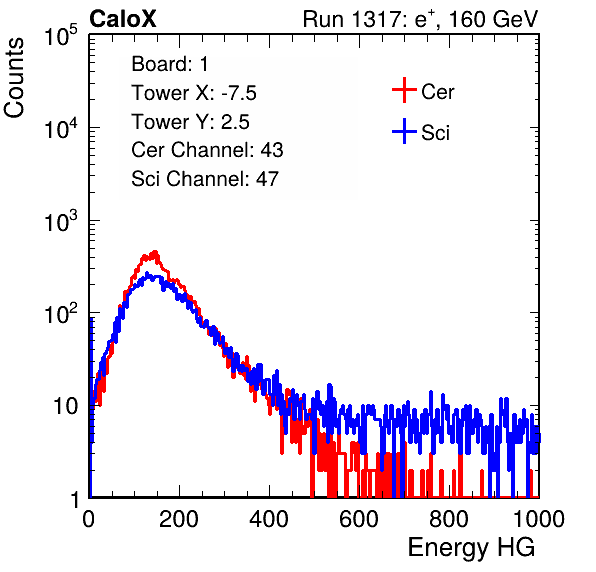 CaloX Run 1317: e⁺, 160 GeV
Board: 1
Tower X: -7.5
Tower Y: 2.5
Cer Channel: 43
Sci Channel: 47
Cer
Sci
Counts
10⁵
10⁴
10³
10²
10
1
0 200 400 600 800 1000
Energy HG